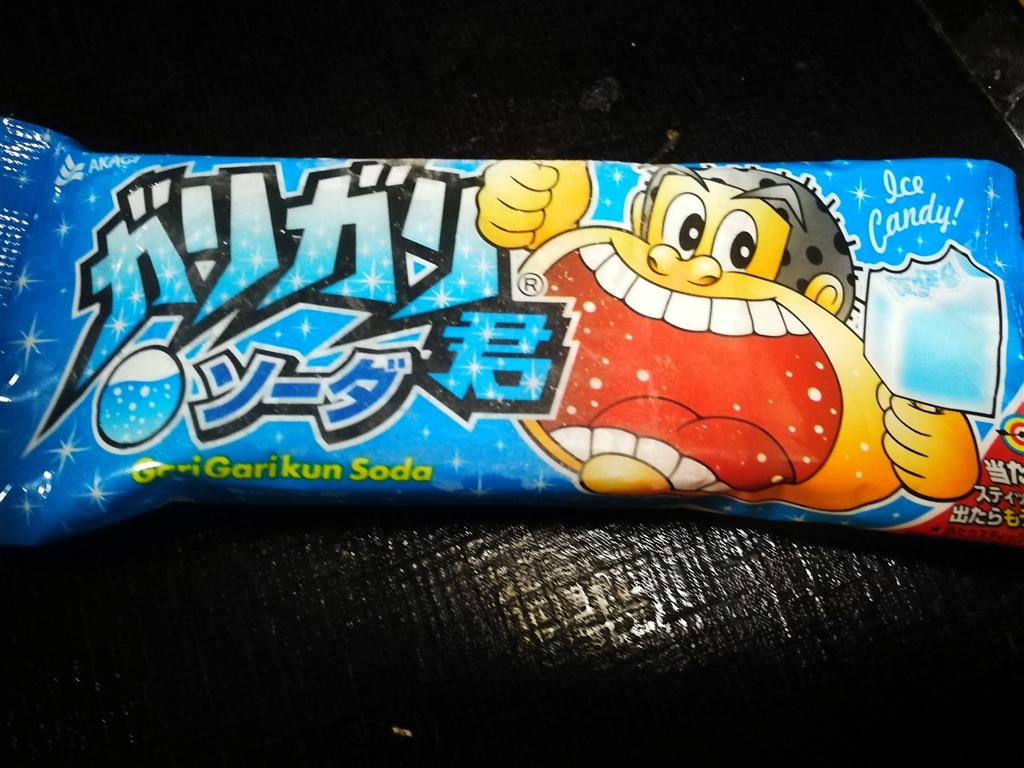 AKAGI
ガリガリ君
®
ソーダ
GariGarikun Soda
Ice
Candy!
当た
スティッ
出たらも